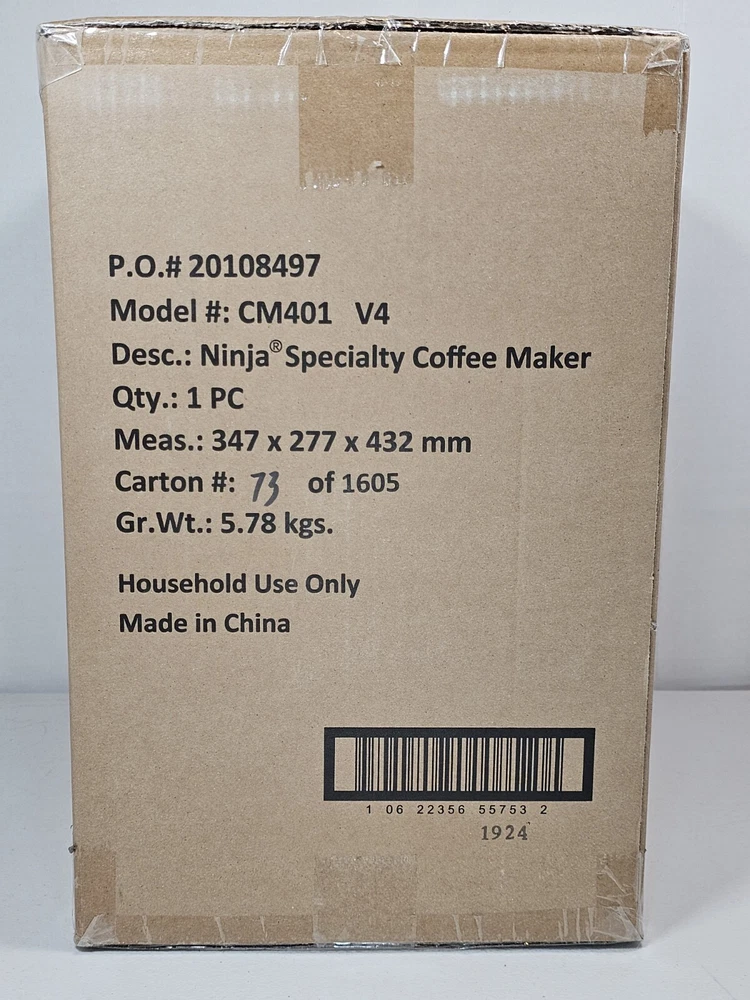 P.O.# 20108497
Model #: CM401 V4
Desc.: Ninja® Specialty Coffee Maker
Qty.: 1 PC
Meas.: 347 x 277 x 432 mm
Carton #: 73 of 1605
Gr.Wt.: 5.78 kgs.
Household Use Only
Made in China
1 06 22356 55753 2
1924